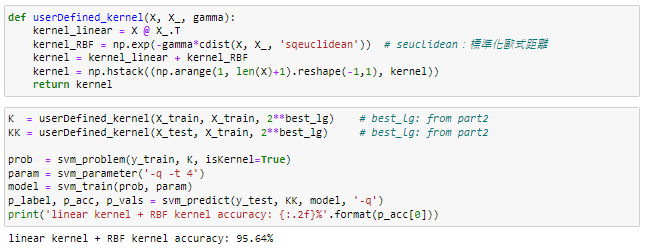 def userDefined_kernel(X, X_, gamma):
    kernel_linear = X @ X_.T
    kernel_RBF = np.exp(-gamma*cdist(X, X_, 'sqeuclidean'))  # seuclidean：標準化歐式距離
    kernel = kernel_linear + kernel_RBF
    kernel = np.hstack((np.arange(1, len(X)+1).reshape(-1,1), kernel))
    return kernel
K  = userDefined_kernel(X_train, X_train, 2**best_lg)    # best_lg: from part2
KK = userDefined_kernel(X_test, X_train, 2**best_lg)     # best_lg: from part2
prob  = svm_problem(y_train, K, isKernel=True)
param = svm_parameter('-q -t 4')
model = svm_train(prob, param)
p_label, p_acc, p_vals = svm_predict(y_test, KK, model, '-q')
print('linear kernel + RBF kernel accuracy: {:.2f}%'.format(p_acc[0]))
linear kernel + RBF kernel accuracy: 95.64%